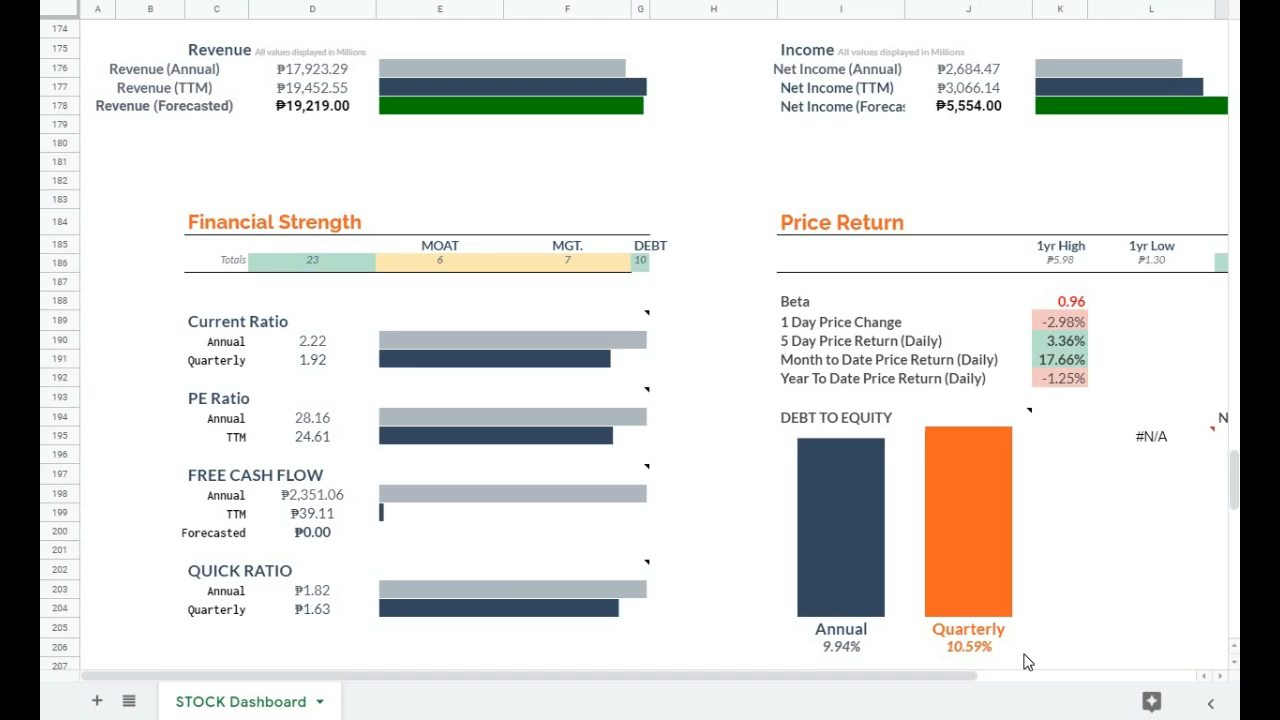 A B C D E F G H I J K L
174
175 Revenue All values displayed in Millions Income All values displayed in Millions
176 Revenue (Annual) ₱17,923.29 Net Income (Annual) ₱2,684.47
177 Revenue (TTM) ₱19,452.55 Net Income (TTM) ₱3,066.14
178 Revenue (Forecasted) ₱19,219.00 Net Income (Forecas ₱5,554.00
179
180
181
182
183
184 Financial Strength Price Return
185 MOAT MGT. DEBT 1yr High 1yr Low
186 Totals 23 6 7 10 ₱5.98 ₱1.30
187
188 Beta 0.96
189 Current Ratio 1 Day Price Change -2.98%
190 Annual 2.22 5 Day Price Return (Daily) 3.36%
191 Quarterly 1.92 Month to Date Price Return (Daily) 17.66%
192 Year To Date Price Return (Daily) -1.25%
193 PE Ratio
194 Annual 28.16 DEBT TO EQUITY N
195 TTM 24.61 #N/A
196
197 FREE CASH FLOW
198 Annual ₱2,351.06
199 TTM ₱39.11
200 Forecasted ₱0.00
201
202 QUICK RATIO
203 Annual ₱1.82
204 Quarterly ₱1.63
205 Annual Quarterly
206 9.94% 10.59%
207
STOCK Dashboard